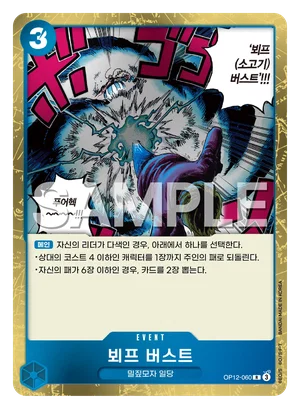 3
'뵈프
(소고기)
버스트'!!!
푸어헥
~~~!!!
SAMPLE
메인 자신의 리더가 다색인 경우, 아래에서 하나를 선택한다.
·상대의 코스트 4 이하인 캐릭터를 1장까지 주인의 패로 되돌린다.
·자신의 패가 6장 이하인 경우, 카드를 2장 뽑는다.
EVENT
뵈프 버스트
밀짚모자 일당
OP12-060 R 3